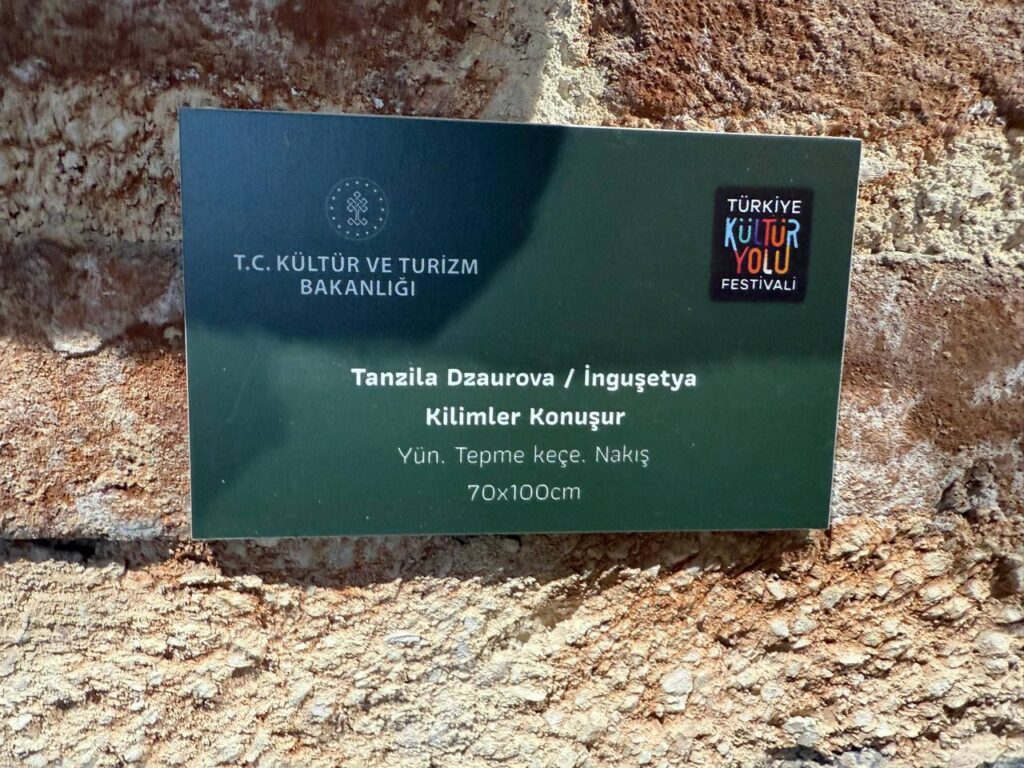 T.C. KÜLTÜR VE TURİZM
BAKANLIĞI
TÜRKİYE
KÜLTÜR
YOLU
FESTİVALİ
Tanzila Dzaurova / İnguşetya
Kilimler Konuşur
Yün. Tepme keçe. Nakış
70x100cm